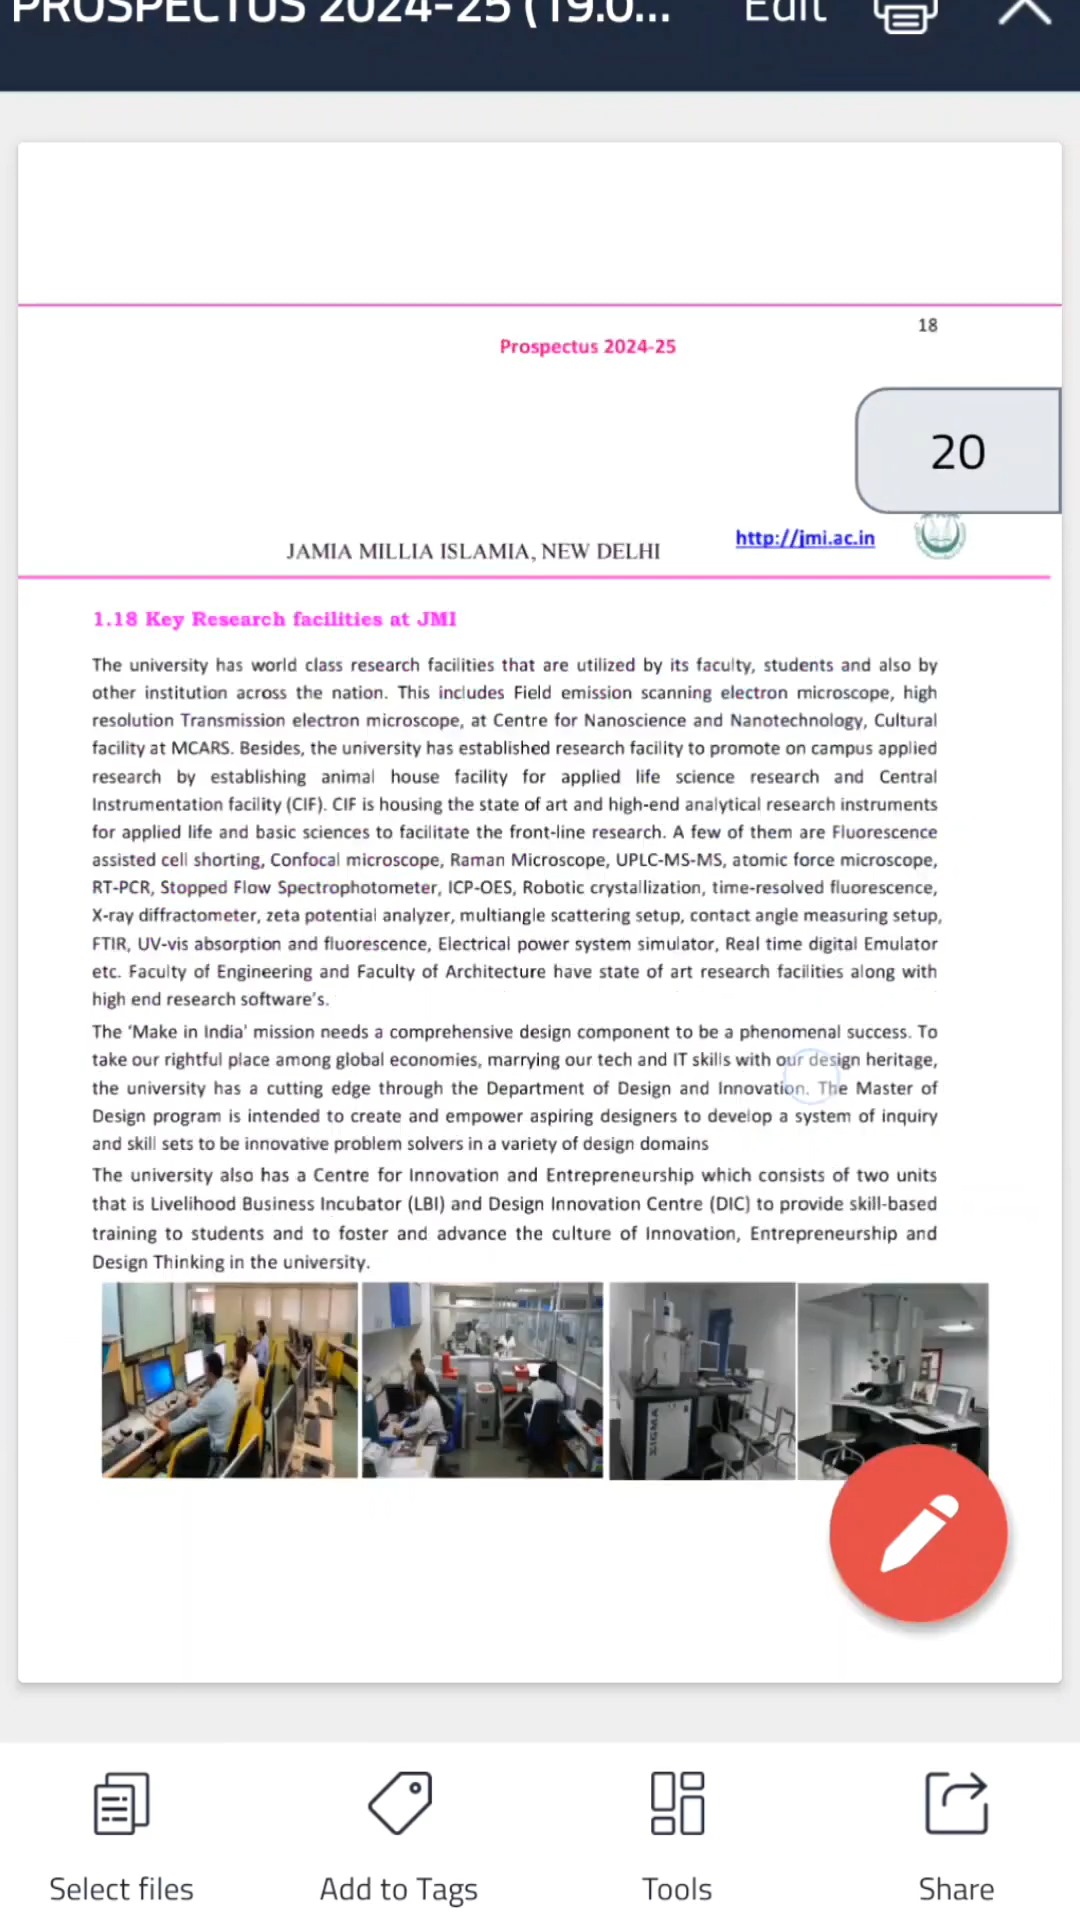 PROSPECTUS 2024-25 (19.0... Edit
18
Prospectus 2024-25
20
JAMIA MILLIA ISLAMIA, NEW DELHI http://jmi.ac.in
1.18 Key Research facilities at JMI
The university has world class research facilities that are utilized by its faculty, students and also by
other institution across the nation. This includes Field emission scanning electron microscope, high
resolution Transmission electron microscope, at Centre for Nanoscience and Nanotechnology, Cultural
facility at MCARS. Besides, the university has established research facility to promote on campus applied
research by establishing animal house facility for applied life science research and Central
Instrumentation facility (CIF). CIF is housing the state of art and high-end analytical research instruments
for applied life and basic sciences to facilitate the front-line research. A few of them are Fluorescence
assisted cell shorting, Confocal microscope, Raman Microscope, UPLC-MS-MS, atomic force microscope,
RT-PCR, Stopped Flow Spectrophotometer, ICP-OES, Robotic crystallization, time-resolved fluorescence,
X-ray diffractometer, zeta potential analyzer, multiangle scattering setup, contact angle measuring setup,
FTIR, UV-vis absorption and fluorescence, Electrical power system simulator, Real time digital Emulator
etc. Faculty of Engineering and Faculty of Architecture have state of art research facilities along with
high end research software's.
The 'Make in India' mission needs a comprehensive design component to be a phenomenal success. To
take our rightful place among global economies, marrying our tech and IT skills with our design heritage,
the university has a cutting edge through the Department of Design and Innovation. The Master of
Design program is intended to create and empower aspiring designers to develop a system of inquiry
and skill sets to be innovative problem solvers in a variety of design domains
The university also has a Centre for Innovation and Entrepreneurship which consists of two units
that is Livelihood Business Incubator (LBI) and Design Innovation Centre (DIC) to provide skill-based
training to students and to foster and advance the culture of Innovation, Entrepreneurship and
Design Thinking in the university.
SIGMA
Select files Add to Tags Tools Share